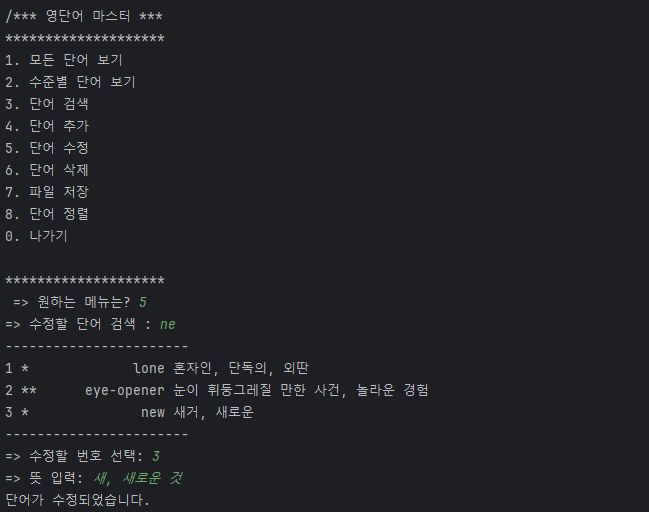 /*** 영단어 마스터 ***
********************
1. 모든 단어 보기
2. 수준별 단어 보기
3. 단어 검색
4. 단어 추가
5. 단어 수정
6. 단어 삭제
7. 파일 저장
8. 단어 정렬
0. 나가기
********************
=> 원하는 메뉴는? 5
=> 수정할 단어 검색 : ne
-----------------------
1 * lone 혼자인, 단독의, 외딴
2 ** eye-opener 눈이 휘둥그레질 만한 사건, 놀라운 경험
3 * new 새거, 새로운
-----------------------
=> 수정할 번호 선택: 3
=> 뜻 입력: 새, 새로운 것
단어가 수정되었습니다.